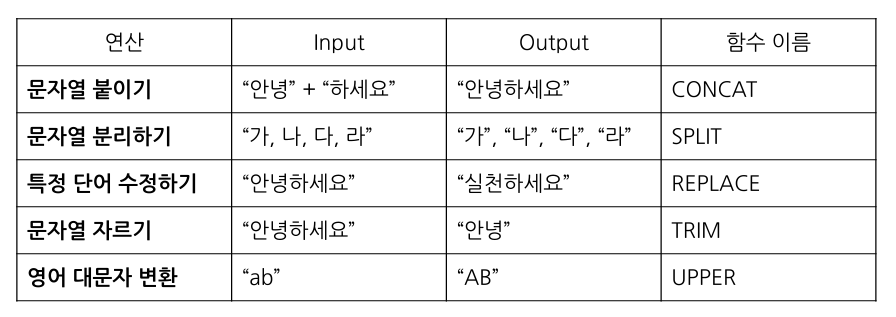 연산 Input Output 함수 이름
문자열 붙이기 “안녕” + “하세요” “안녕하세요” CONCAT
문자열 분리하기 “가, 나, 다, 라” “가”, “나”, “다”, “라” SPLIT
특정 단어 수정하기 “안녕하세요” “실천하세요” REPLACE
문자열 자르기 “안녕하세요” “안녕” TRIM
영어 대문자 변환 “ab” “AB” UPPER